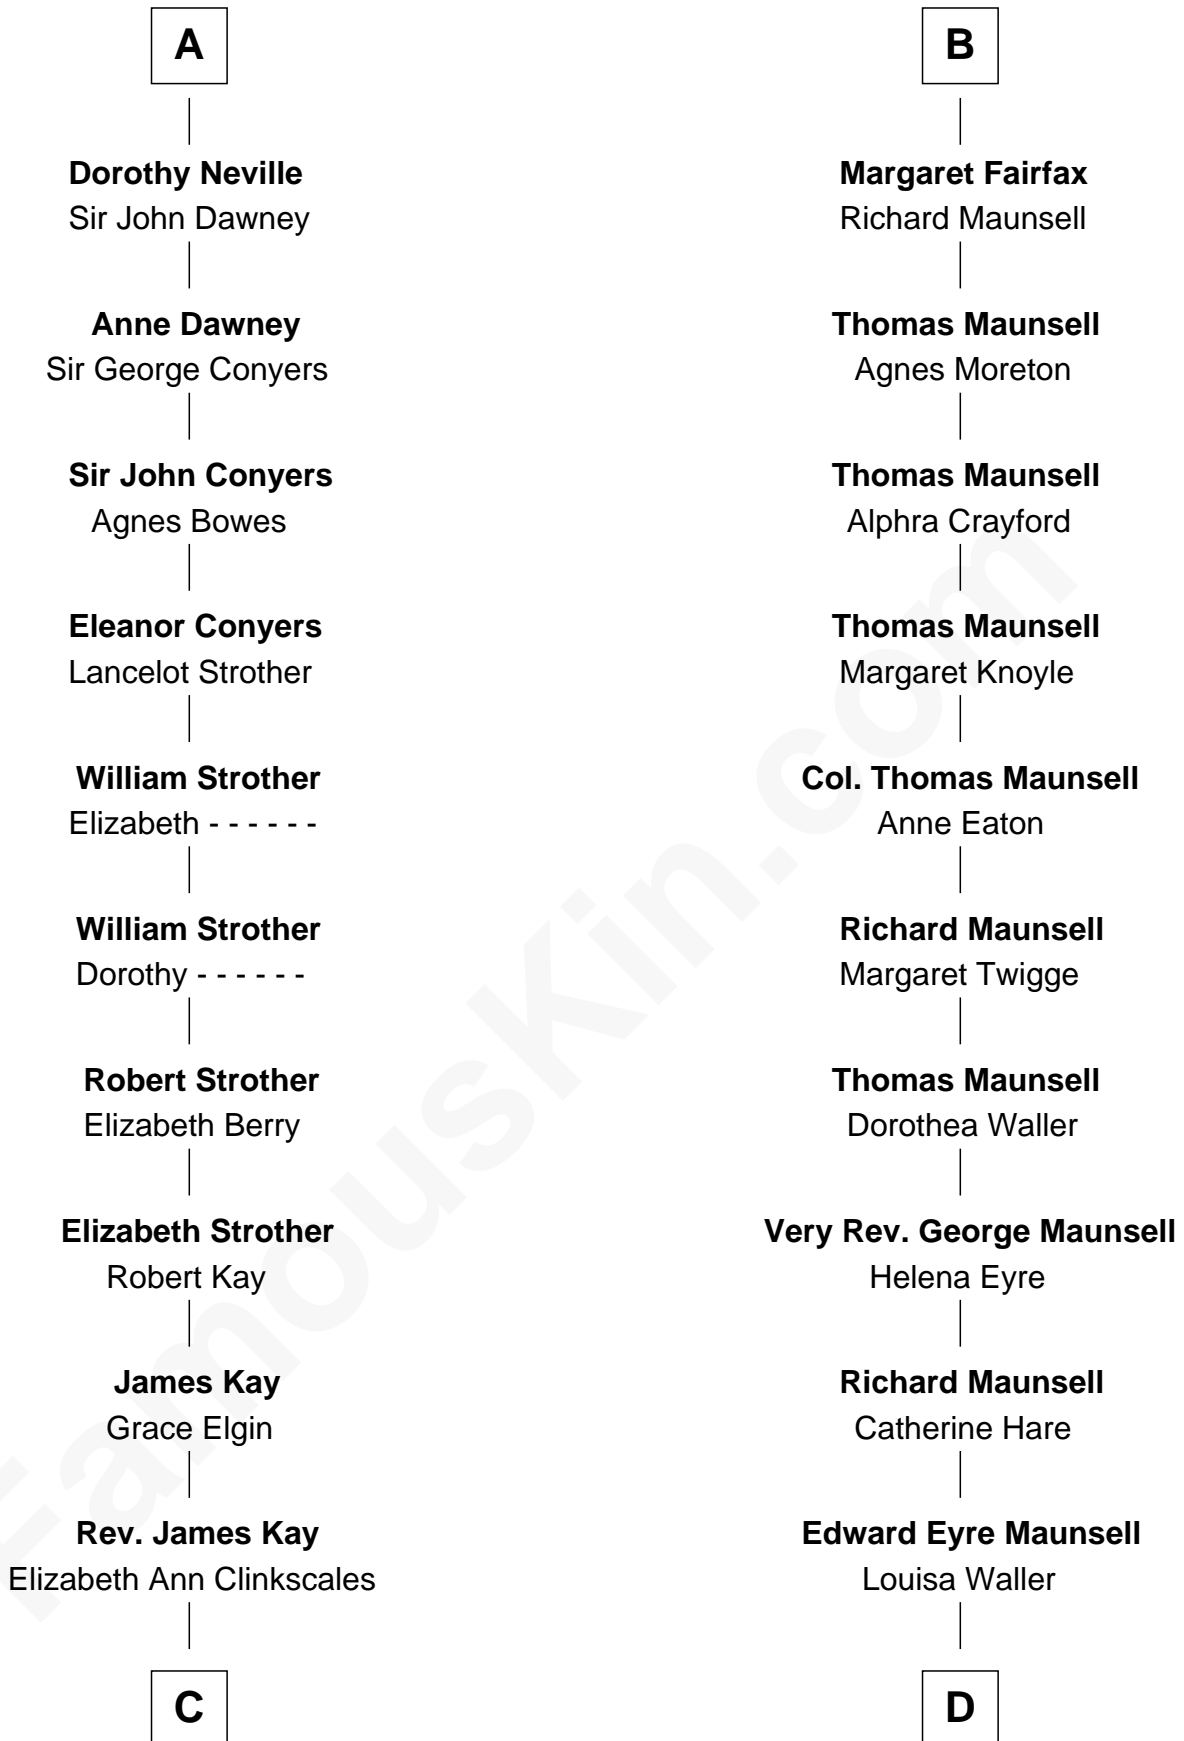 A
Dorothy Neville
Sir John Dawney
Anne Dawney
Sir George Conyers
Sir John Conyers
Agnes Bowes
Eleanor Conyers
Lancelot Strother
William Strother
Elizabeth - - - - - -
William Strother
Dorothy - - - - - -
Robert Strother
Elizabeth Berry
Elizabeth Strother
Robert Kay
James Kay
Grace Elgin
Rev. James Kay
Elizabeth Ann Clinkscales
C
B
Margaret Fairfax
Richard Maunsell
Thomas Maunsell
Agnes Moreton
Thomas Maunsell
Alphra Crayford
Thomas Maunsell
Margaret Knoyle
Col. Thomas Maunsell
Anne Eaton
Richard Maunsell
Margaret Twigge
Thomas Maunsell
Dorothea Waller
Very Rev. George Maunsell
Helena Eyre
Richard Maunsell
Catherine Hare
Edward Eyre Maunsell
Louisa Waller
D
FamousKin.com